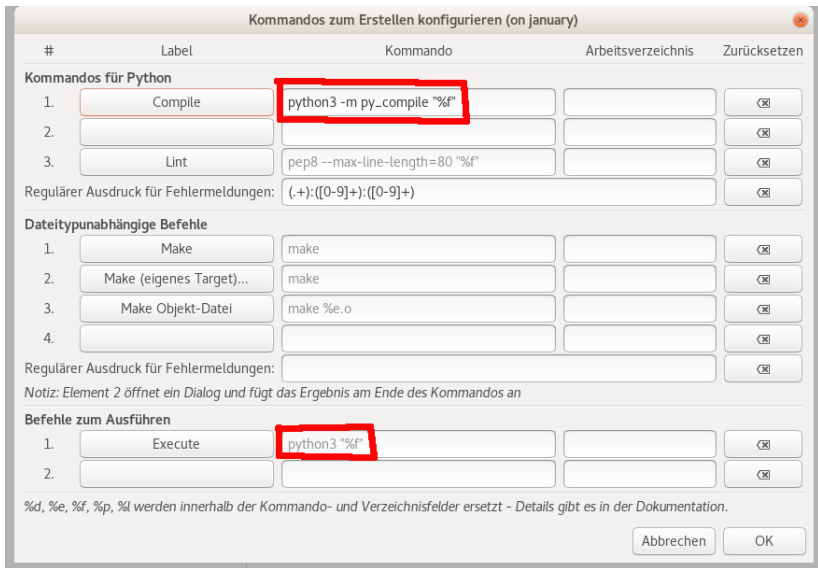 Kommandos zum Erstellen konfigurieren (on january)
# Label Kommando Arbeitsverzeichnis Zurücksetzen
Kommandos für Python
1. Compile python3 -m py_compile "%f"
2.
3. Lint pep8 --max-line-length=80 "%f"
Regulärer Ausdruck für Fehlermeldungen: (.+):([0-9]+):([0-9]+)
Dateitypunabhängige Befehle
1. Make make
2. Make (eigenes Target)... make
3. Make Objekt-Datei make %e.o
4.
Regulärer Ausdruck für Fehlermeldungen:
Notiz: Element 2 öffnet ein Dialog und fügt das Ergebnis am Ende des Kommandos an
Befehle zum Ausführen
1. Execute python3 "%f"
2.
%d, %e, %f, %p, %l werden innerhalb der Kommando- und Verzeichnisfelder ersetzt - Details gibt es in der Dokumentation.
Abbrechen OK